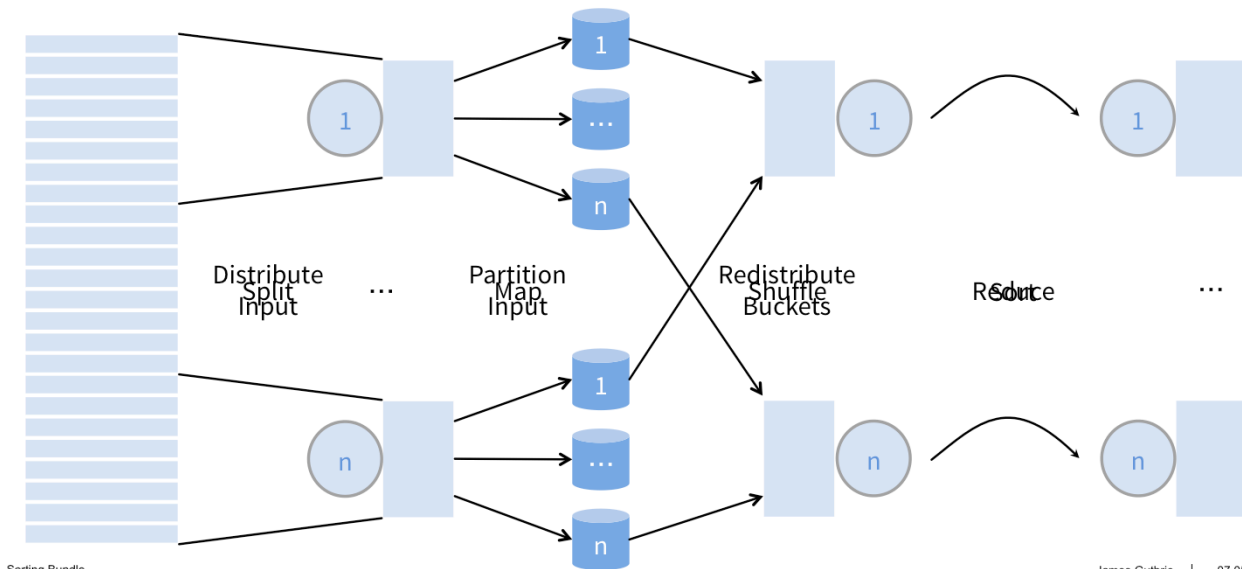 1
1
...
n
1
1
Distribute
Split
Input
...
Partition
Map
Input
Redistribute
Shuffle
Buckets
Reduce
Sort
...
1
n
...
n
n
n
Sorting Bundle
James Guthrie |